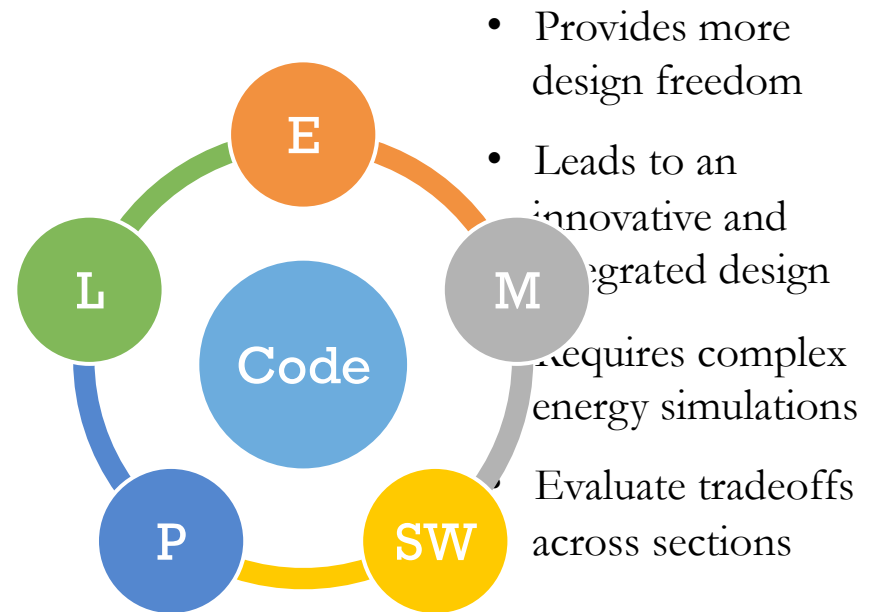 • Provides more
design freedom
• Leads to an
innovative and
egrated design
Requires complex
energy simulations
• Evaluate tradeoffs
across sections
E
L
M
Code
P
SW